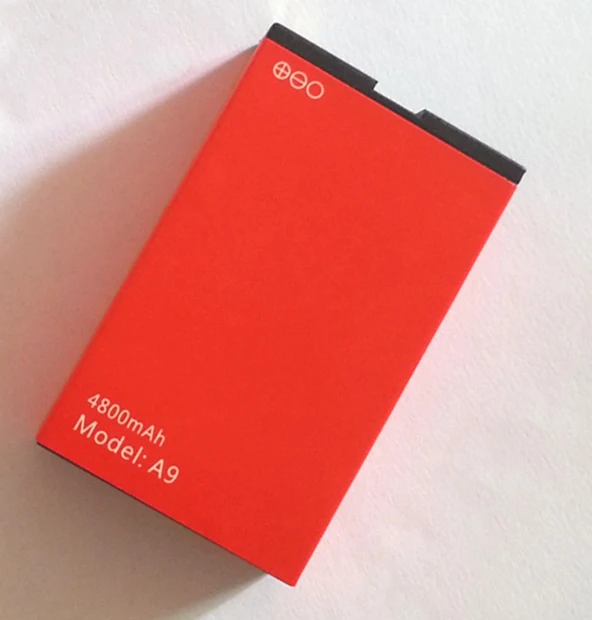 ⊕⊖○
4800mAh
Model: A9